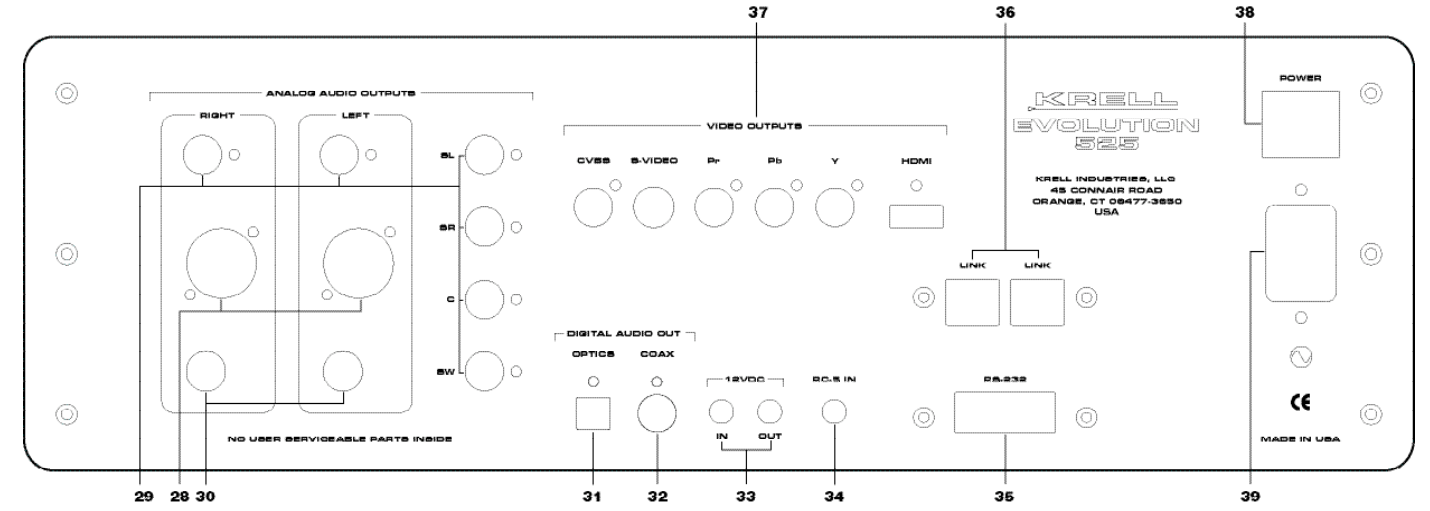 37 36 38
POWER
ANALOG AUDIO OUTPUTS
KRELL
EVOLUTION
525
RIGHT LEFT
VIDEO OUTPUTS
SL
CVBS S-VIDEO Pr Pb Y HDMI
KRELL INDUSTRIES, LLC
45 CONNAIR ROAD
ORANGE, CT 06477-3650
USA
SR
LINK LINK
C
DIGITAL AUDIO OUT
OPTICS COAX
SW
12VDC
RC-5 IN
RS-232
CE
IN OUT
NO USER SERVICEABLE PARTS INSIDE
MADE IN USA
29 28 30 31 32 33 34 35 39